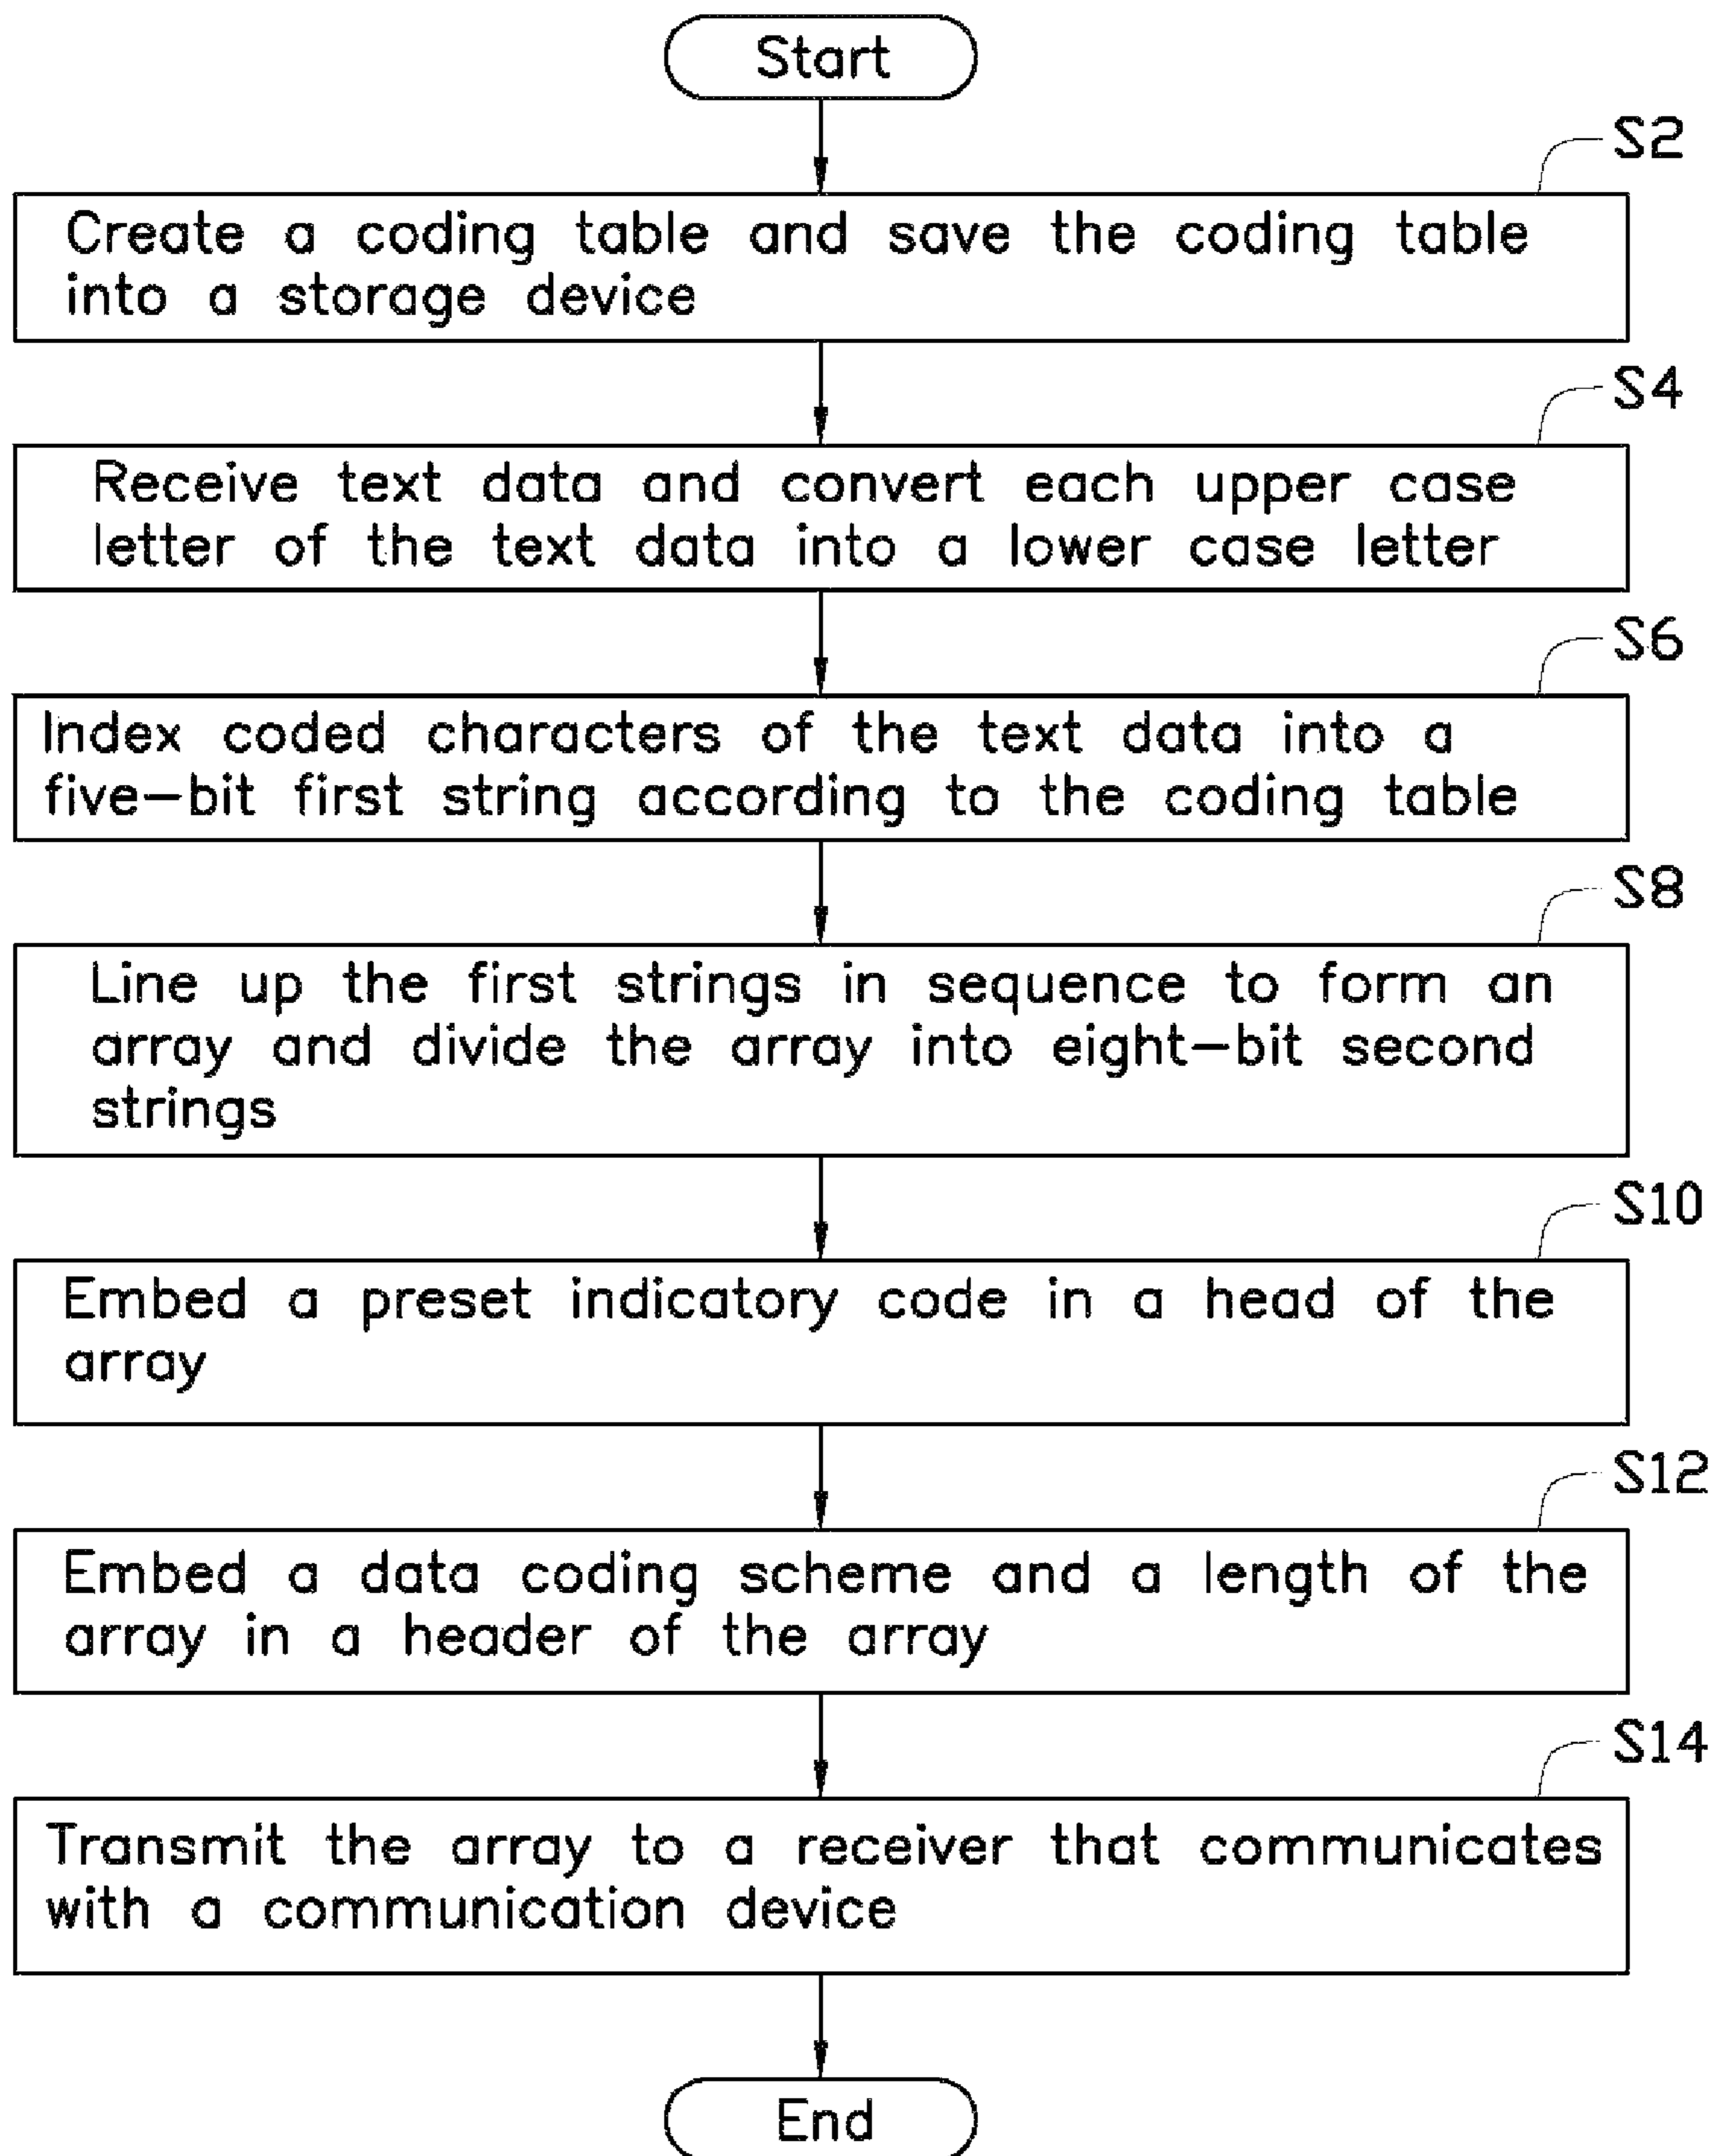 Start
S2
Create a coding table and save the coding table
into a storage device
S4
Receive text data and convert each upper case
letter of the text data into a lower case letter
S6
Index coded characters of the text data into a
five-bit first string according to the coding table
S8
Line up the first strings in sequence to form an
array and divide the array into eight-bit second
strings
S10
Embed a preset indicatory code in a head of the
array
S12
Embed a data coding scheme and a length of the
array in a header of the array
S14
Transmit the array to a receiver that communicates
with a communication device
End